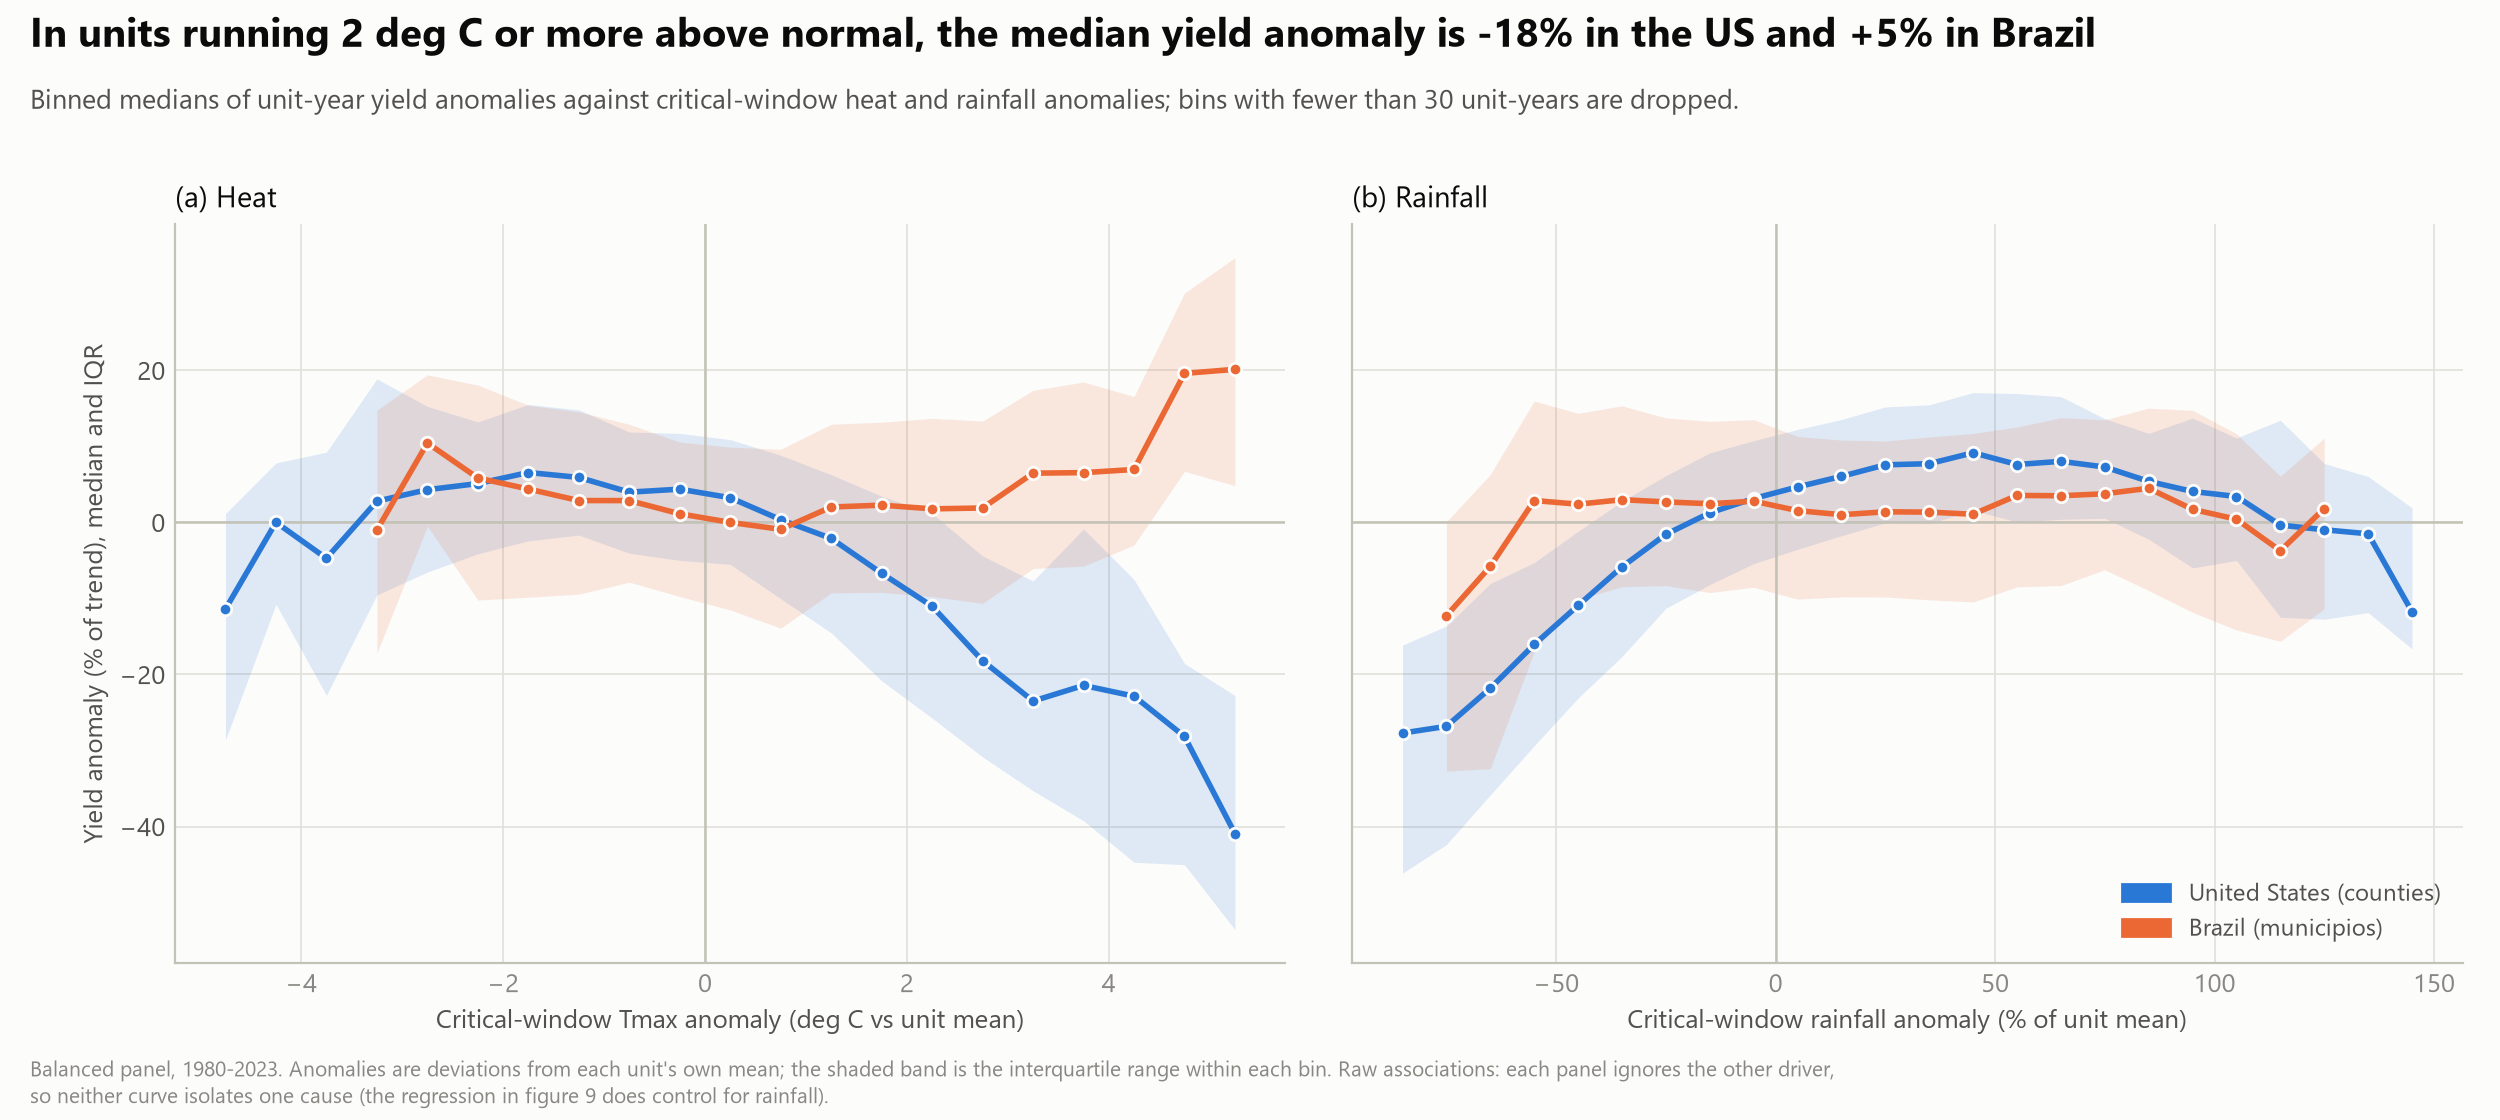 In units running 2 deg C or more above normal, the median yield anomaly is -18% in the US and +5% in Brazil
Binned medians of unit-year yield anomalies against critical-window heat and rainfall anomalies; bins with fewer than 30 unit-years are dropped.
(a) Heat
(b) Rainfall
Yield anomaly (% of trend), median and IQR
20
0
−20
−40
−4
−2
0
2
4
Critical-window Tmax anomaly (deg C vs unit mean)
−50
0
50
100
150
Critical-window rainfall anomaly (% of unit mean)
United States (counties)
Brazil (municipios)
Balanced panel, 1980-2023. Anomalies are deviations from each unit's own mean; the shaded band is the interquartile range within each bin. Raw associations: each panel ignores the other driver,
so neither curve isolates one cause (the regression in figure 9 does control for rainfall).